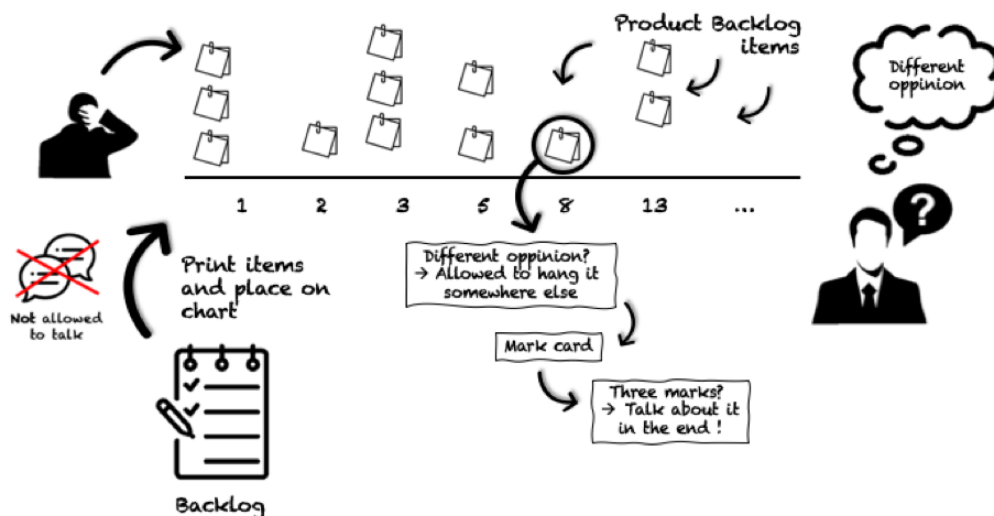 Product Backlog
items
Different
oppinion
1 2 3 5 8 13 ...
?
Not allowed
to talk
Print items
and place on
chart
Different oppinion?
→ Allowed to hang it
somewhere else
Mark card
Three marks?
→ Talk about it
in the end !
Backlog